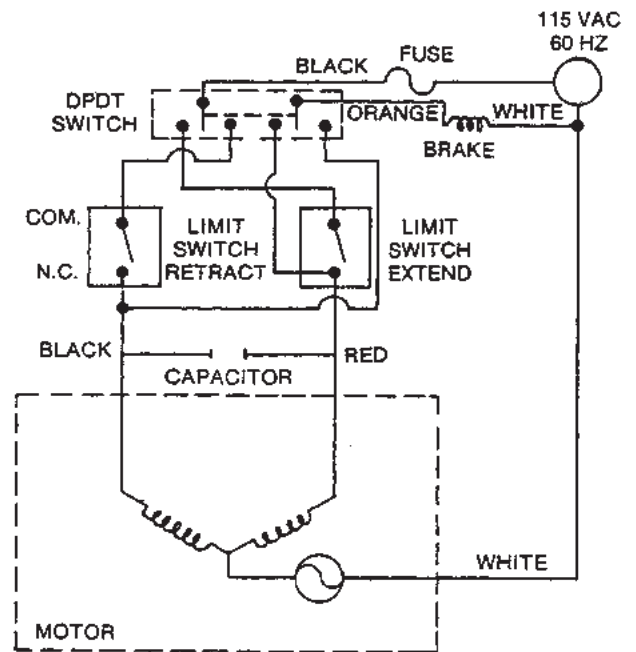 115 VAC
60 HZ
FUSE
BLACK
DPDT
SWITCH
ORANGE
WHITE
BRAKE
COM.
LIMIT
SWITCH
RETRACT
LIMIT
SWITCH
EXTEND
N.C.
BLACK
RED
CAPACITOR
WHITE
MOTOR